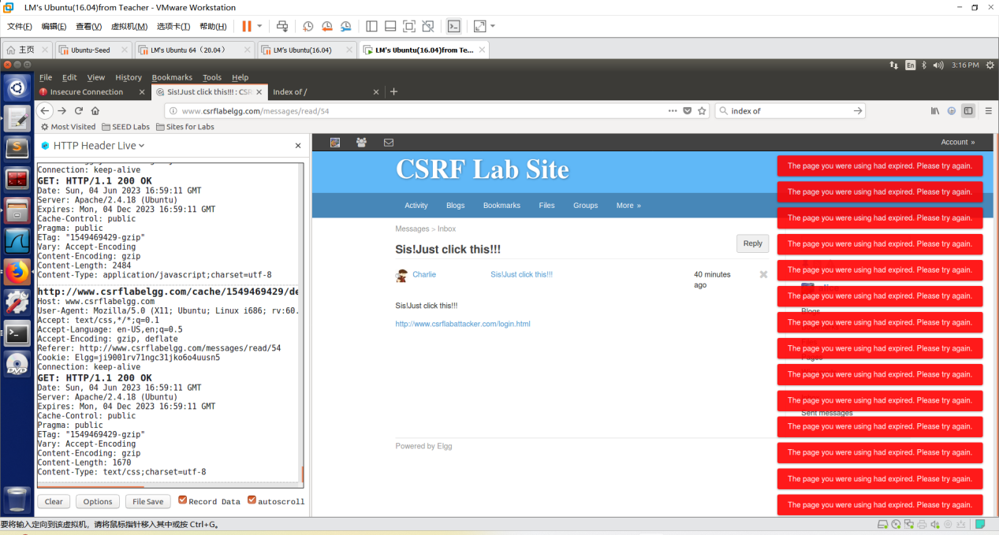 LM's Ubuntu(16.04)from Teacher - VMware Workstation
文件(F) 编辑(E) 查看(V) 虚拟机(M) 选项卡(T) 帮助(H)
主页 Ubuntu-Seed LM's Ubuntu 64（20.04） LM's Ubuntu(16.04) LM's Ubuntu(16.04)from Te...
En 3:16 PM
File Edit View History Bookmarks Tools Help
Insecure Connection Sis!Just click this!!! : CSR Index of /
www.csrflabelgg.com/messages/read/54 index of
Most Visited SEED Labs Sites for Labs
HTTP Header Live
Connection: keep-alive
GET: HTTP/1.1 200 OK
Date: Sun, 04 Jun 2023 16:59:11 GMT
Server: Apache/2.4.18 (Ubuntu)
Expires: Mon, 04 Dec 2023 16:59:11 GMT
Cache-Control: public
Pragma: public
ETag: "1549469429-gzip"
Vary: Accept-Encoding
Content-Encoding: gzip
Content-Length: 2484
Content-Type: application/javascript;charset=utf-8
http://www.csrflabelgg.com/cache/1549469429/de
Host: www.csrflabelgg.com
User-Agent: Mozilla/5.0 (X11; Ubuntu; Linux i686; rv:60.
Accept: text/css,*/*;q=0.1
Accept-Language: en-US,en;q=0.5
Accept-Encoding: gzip, deflate
Referer: http://www.csrflabelgg.com/messages/read/54
Cookie: Elgg=ji9001rv71ngc31jko6o4uusn5
Connection: keep-alive
GET: HTTP/1.1 200 OK
Date: Sun, 04 Jun 2023 16:59:11 GMT
Server: Apache/2.4.18 (Ubuntu)
Expires: Mon, 04 Dec 2023 16:59:11 GMT
Cache-Control: public
Pragma: public
ETag: "1549469429-gzip"
Vary: Accept-Encoding
Content-Encoding: gzip
Content-Length: 1670
Content-Type: text/css;charset=utf-8
Clear Options File Save Record Data autoscroll
Account »
CSRF Lab Site
Activity Blogs Bookmarks Files Groups More »
Messages > Inbox
Sis!Just click this!!!
Reply
Charlie Sis!Just click this!!! 40 minutes
ago
Sis!Just click this!!!
http://www.csrflabattacker.com/login.html
Powered by Elgg
The page you were using had expired. Please try again.
The page you were using had expired. Please try again.
The page you were using had expired. Please try again.
The page you were using had expired. Please try again.
The page you were using had expired. Please try again.
The page you were using had expired. Please try again.
Blogs
The page you were using had expired. Please try again.
The page you were using had expired. Please try again.
Pages
The page you were using had expired. Please try again.
The page you were using had expired. Please try again.
Sent messages
The page you were using had expired. Please try again.
The page you were using had expired. Please try again.
The page you were using had expired. Please try again.
The page you were using had expired. Please try again.
要将输入定向到该虚拟机，请将鼠标指针移入其中或按 Ctrl+G。